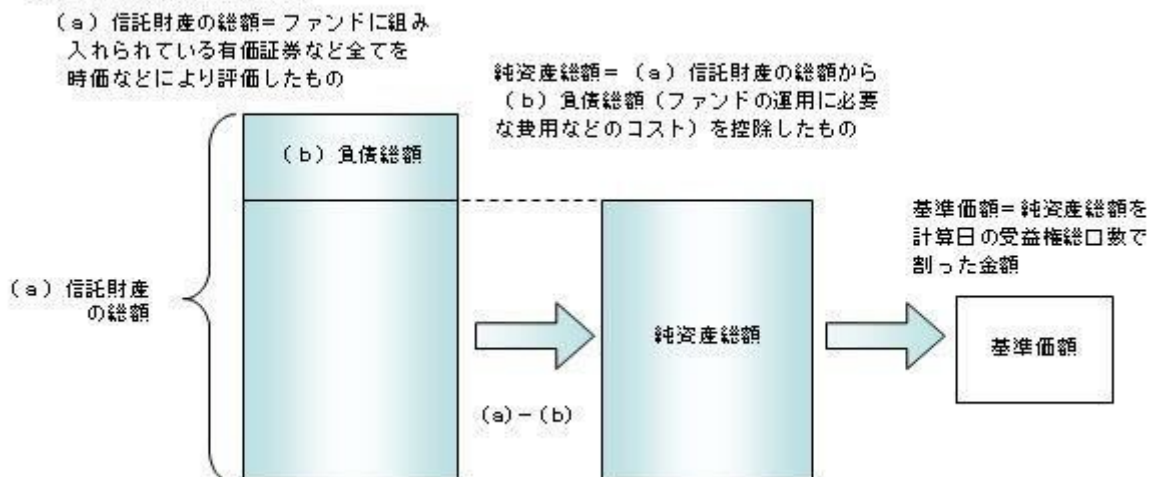 (a) 信託財産の総額=ファンドに組み
入れられている有価証券など全てを
時価などにより評価したもの
純資産総額= (a) 信託財産の総額から
(b) 負債総額（ファンドの運用に必要
な費用などのコスト）を控除したもの
(b) 負債総額
基準価額=純資産総額を
計算日の受益権総口数で
割った金額
(a) 信託財産
の総額
純資産総額
基準価額
(a)-(b)